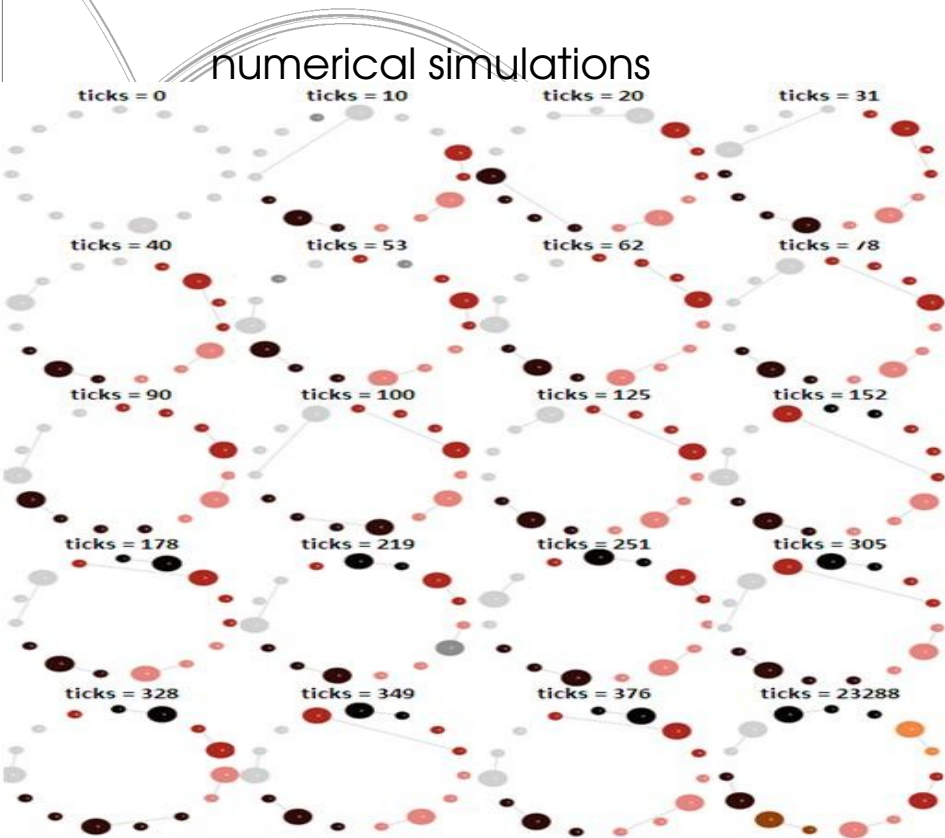 numerical simulations
ticks = 0 ticks = 10 ticks = 20 ticks = 31
ticks = 40 ticks = 53 ticks = 62 ticks = 78
ticks = 90 ticks = 100 ticks = 125 ticks = 152
ticks = 178 ticks = 219 ticks = 251 ticks = 305
ticks = 328 ticks = 349 ticks = 376 ticks = 23288